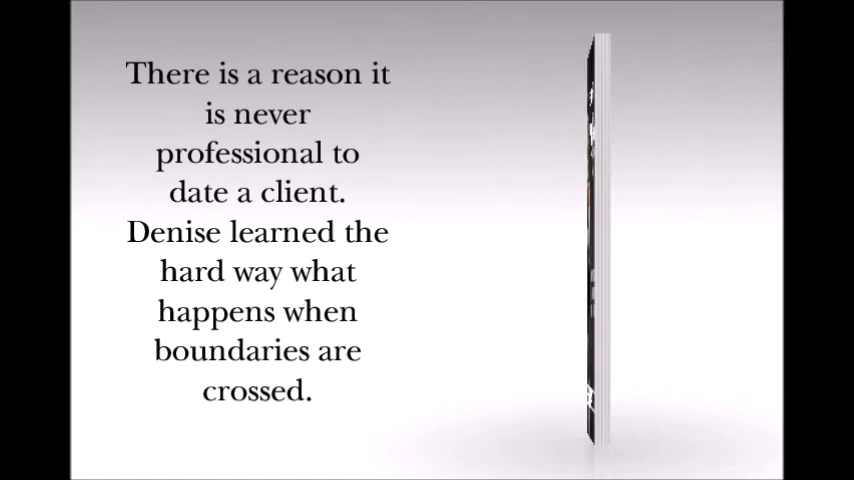 There is a reason it
is never
professional to
date a client.
Denise learned the
hard way what
happens when
boundaries are
crossed.